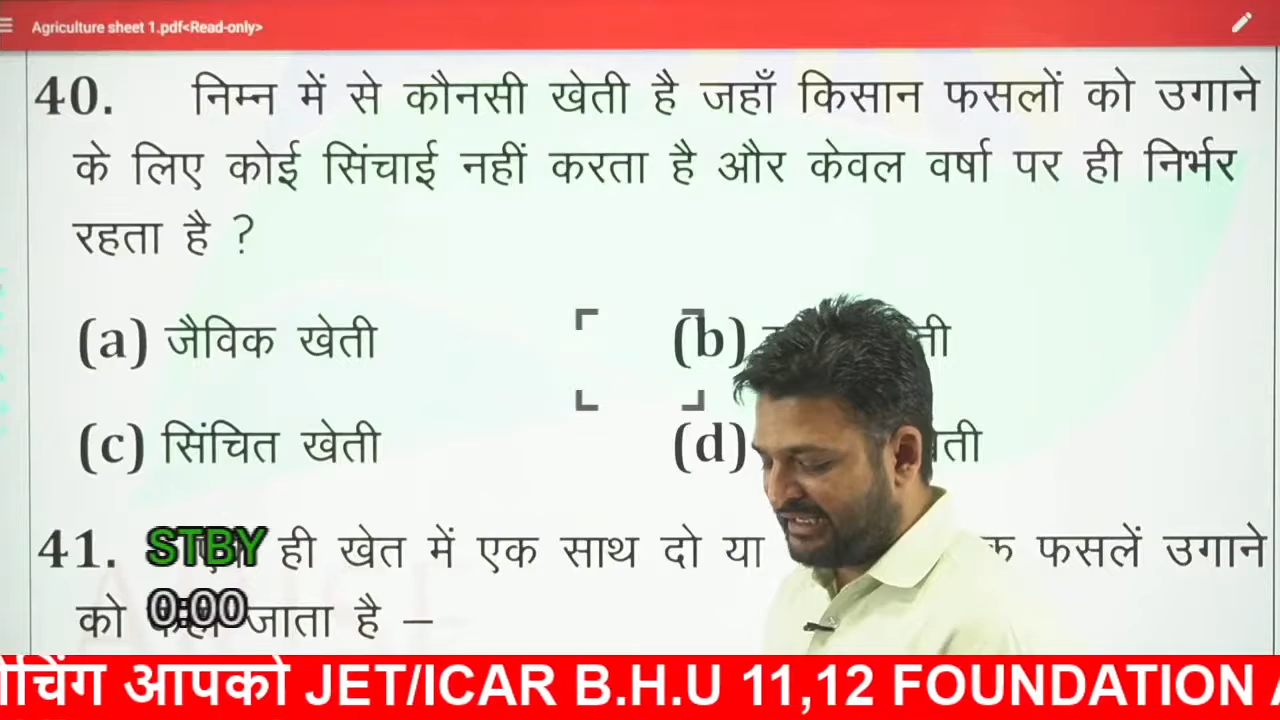 Agriculture sheet 1.pdf<Read-only>
40. निम्न में से कौनसी खेती है जहाँ किसान फसलों को उगाने
के लिए कोई सिंचाई नहीं करता है और केवल वर्षा पर ही निर्भर
रहता है ?
(a) जैविक खेती (b)
(c) सिंचित खेती (d)
41. STBY ही खेत में एक साथ दो या फसलें उगाने
को 0:00 जाता है –
आपको JET/ICAR B.H.U 11,12 FOUNDATION